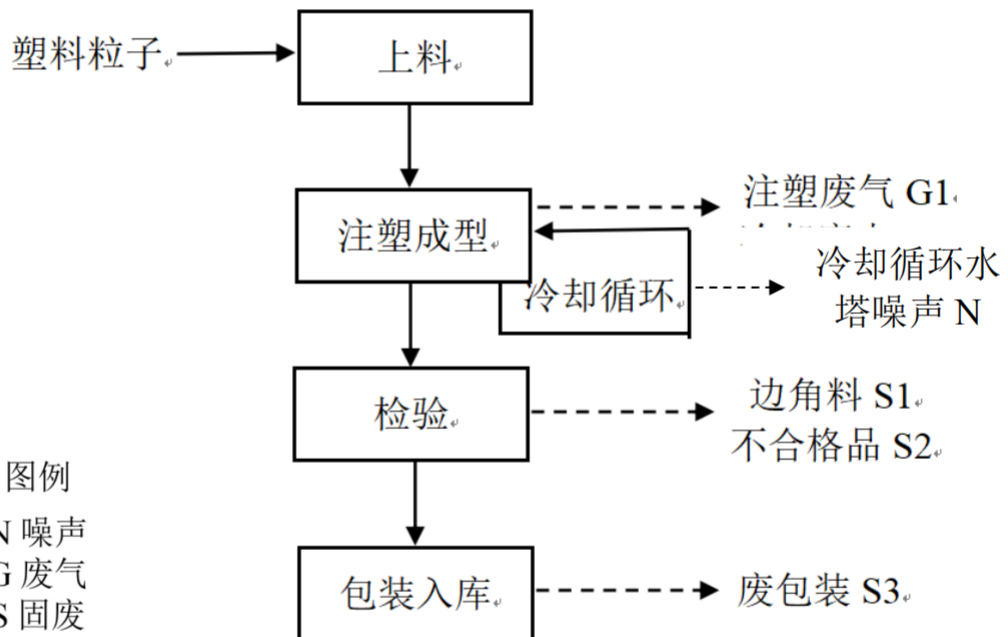 塑料粒子
上料
注塑成型
注塑废气 G1
冷却循环
冷却循环水
塔噪声 N
检验
边角料 S1
不合格品 S2
图例
N 噪声
G 废气
S 固废
包装入库
废包装 S3